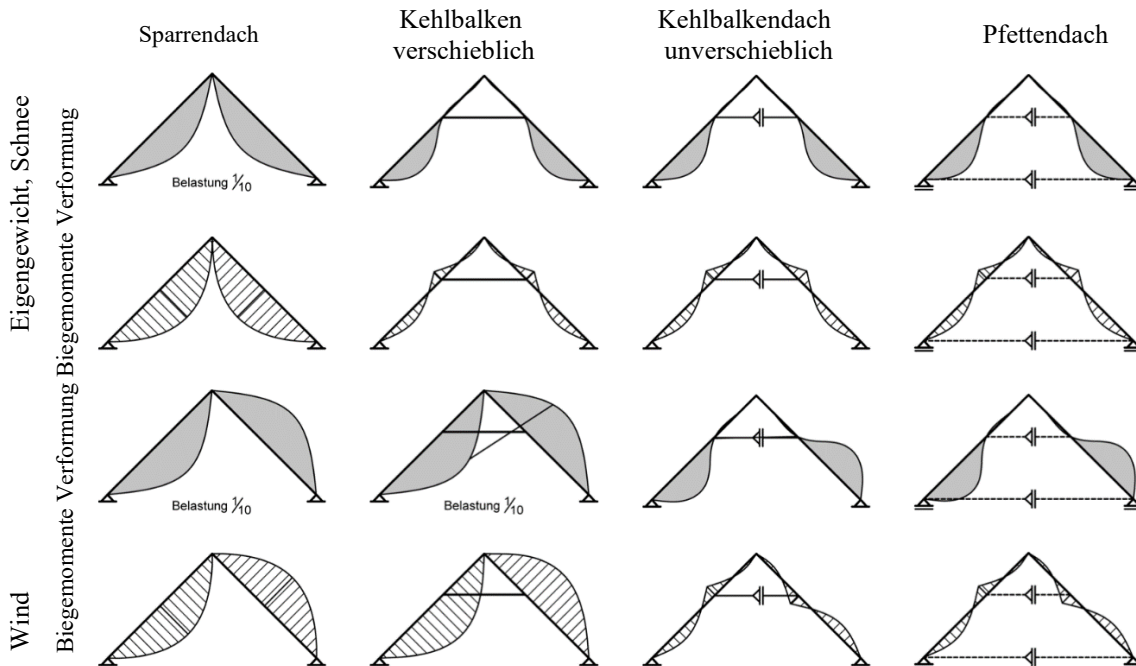 Sparrendach
Kehlbalken
verschieblich
Kehlbalkendach
unverschieblich
Pfettendach
Eigengewicht, Schnee
Biegemomente Verformung
Belastung 1/10
Biegemomente Verformung
Belastung 1/10
Belastung 1/10
Wind